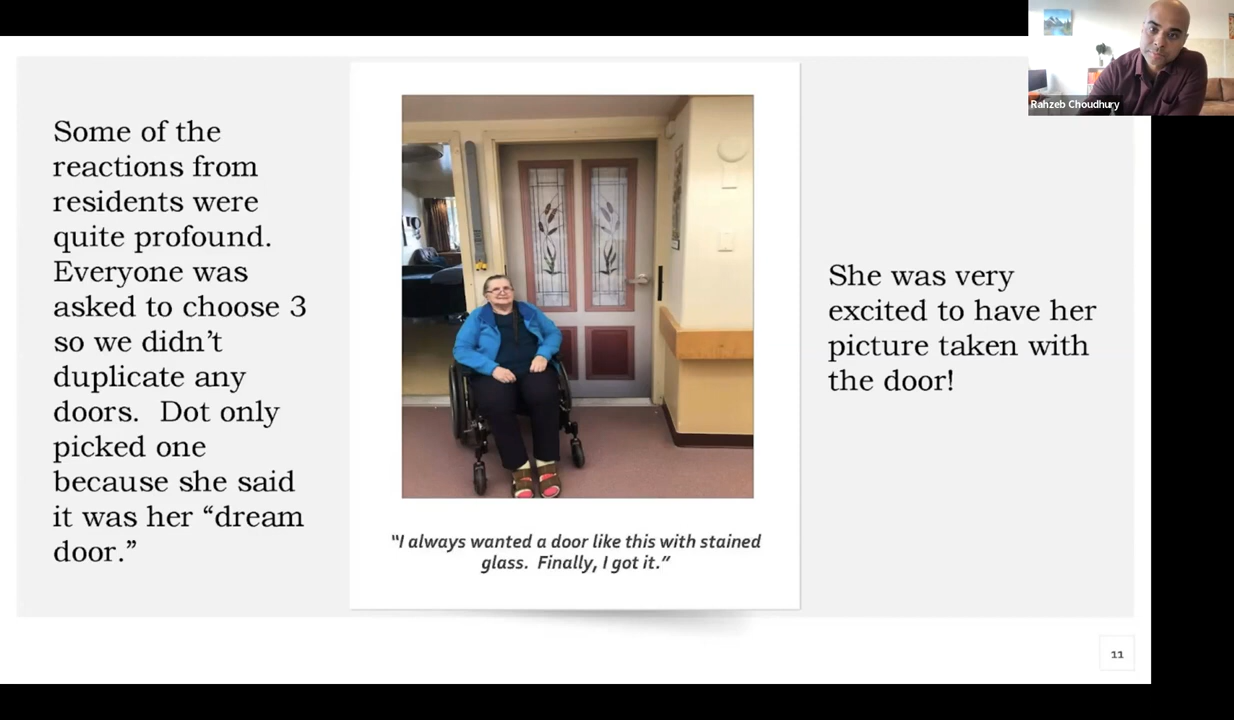 Some of the
reactions from
residents were
quite profound.
Everyone was
asked to choose 3
so we didn’t
duplicate any
doors.  Dot only
picked one
because she said
it was her “dream
door.”
“I always wanted a door like this with stained
glass.  Finally, I got it.”
She was very
excited to have her
picture taken with
the door!
Rahzeb Choudhury
11